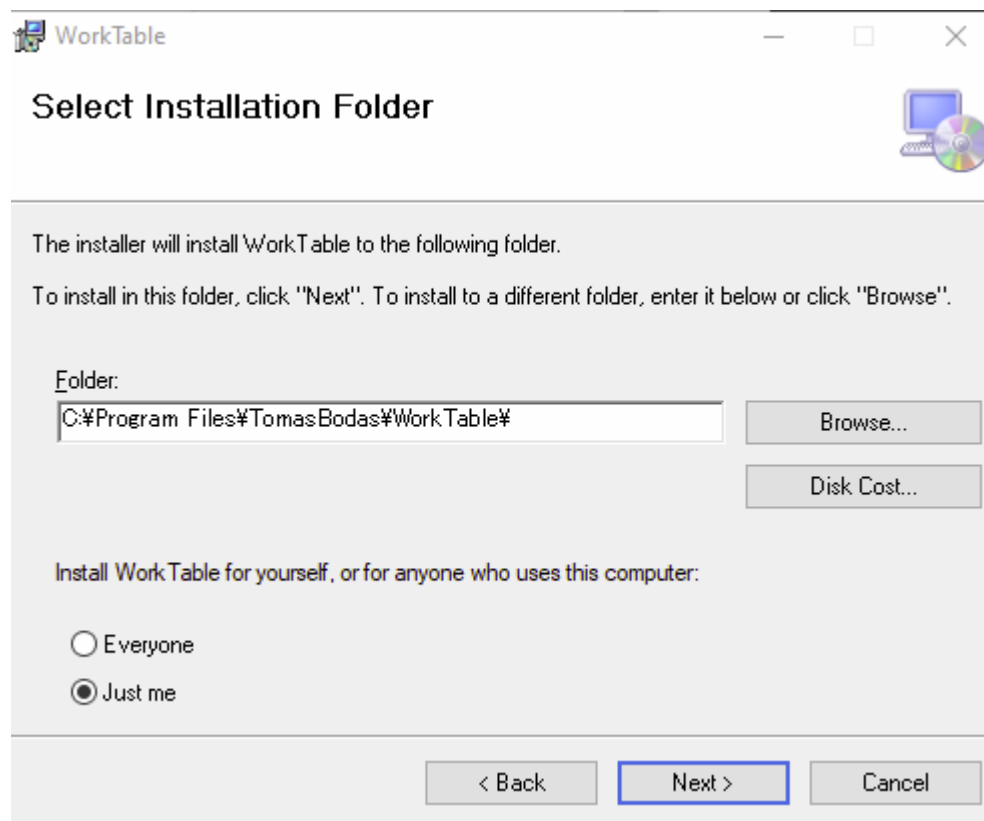 WorkTable
Select Installation Folder
The installer will install WorkTable to the following folder.
To install in this folder, click "Next". To install to a different folder, enter it below or click "Browse".
Folder:
C:¥Program Files¥TomasBodas¥WorkTable¥
Browse...
Disk Cost...
Install WorkTable for yourself, or for anyone who uses this computer:
Everyone
Just me
< Back
Next >
Cancel